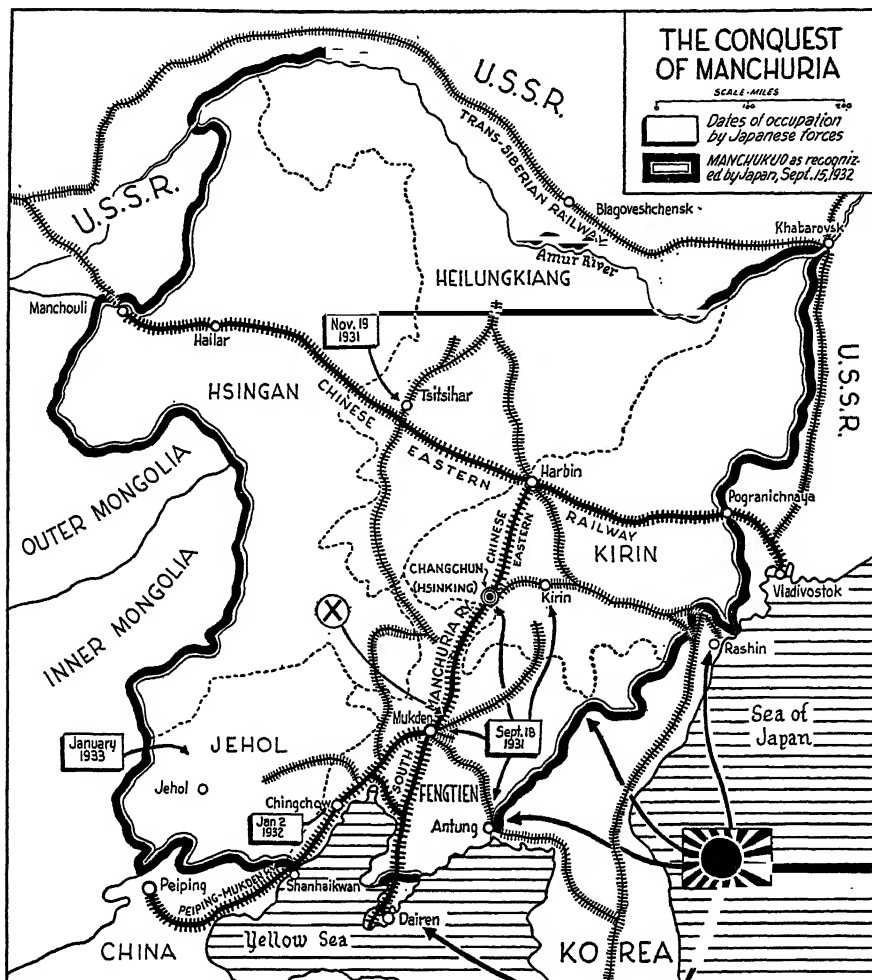 THE CONQUEST
OF MANCHURIA
SCALE-MILES
0 100 200
Dates of occupation
by Japanese forces
MANCHUKUO as recogniz-
ed by Japan, Sept. 15, 1932
U.S.S.R.
TRANS-SIBERIAN RAILWAY
U.S.S.R.
Blagoveshchensk
Khabarovsk
Amur River
HEILUNGKIANG
Manchouli
Hailar
Nov. 19
1931
U.S.S.R.
HSINGAN
Tsitsihar
CHINESE EASTERN RAILWAY
OUTER MONGOLIA
Harbin
Pogranichnaya
CHINESE
EASTERN
KIRIN
INNER MONGOLIA
CHANGCHUN
(HSINKING)
Kirin
Vladivostok
X
SOUTH MANCHURIA R.
Rashin
Mukden
Sept. 18
1931
Sea of
Japan
January
1933
JEHOL
Jehol
Chingchow
FENGTIEN
Jan 2
1932
Antung
Peiping
PEIPING-MUKDEN
Shanhaikwan
Dairen
CHINA
Yellow Sea
KOREA